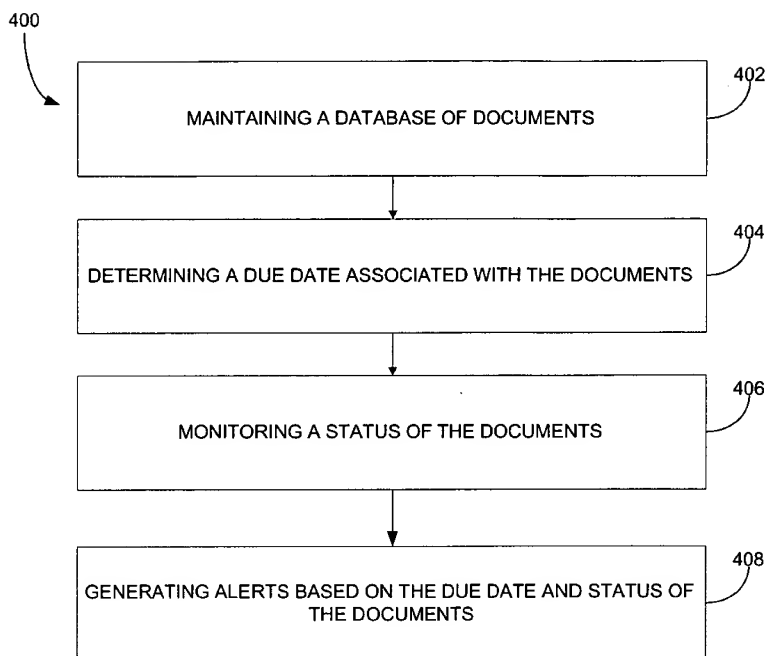 400
402
MAINTAINING A DATABASE OF DOCUMENTS
404
DETERMINING A DUE DATE ASSOCIATED WITH THE DOCUMENTS
406
MONITORING A STATUS OF THE DOCUMENTS
408
GENERATING ALERTS BASED ON THE DUE DATE AND STATUS OF
THE DOCUMENTS